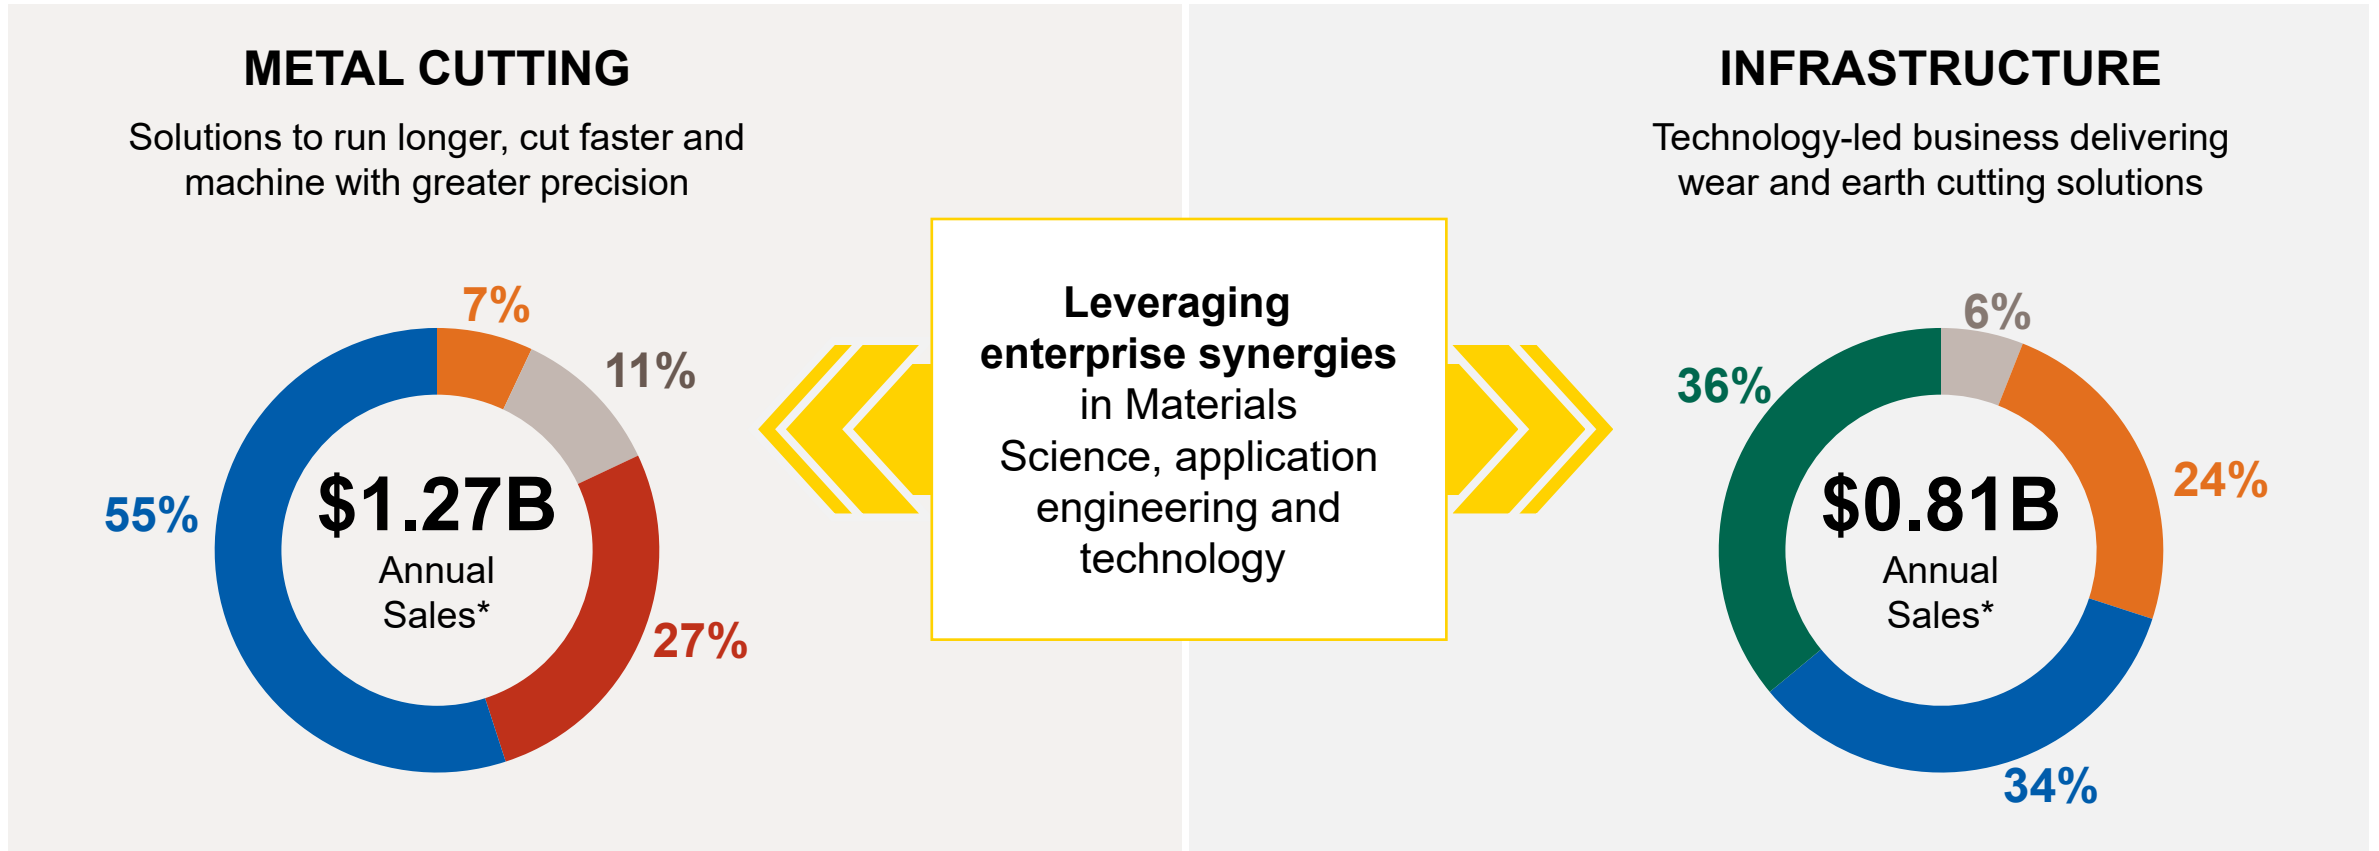 METAL CUTTING
Solutions to run longer, cut faster and
machine with greater precision
7%
11%
55%
$1.27B
Annual
Sales*
27%
Leveraging
enterprise synergies
in Materials
Science, application
engineering and
technology
INFRASTRUCTURE
Technology-led business delivering
wear and earth cutting solutions
6%
36%
24%
$0.81B
Annual
Sales*
34%